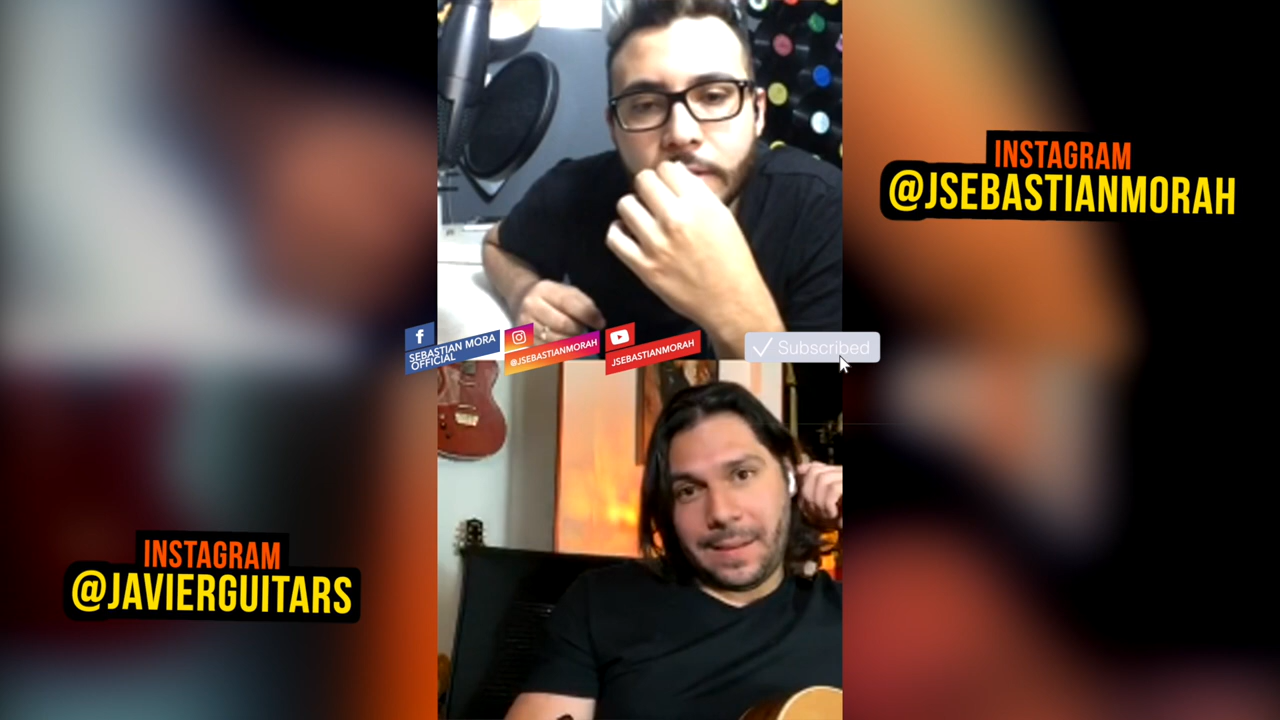 INSTAGRAM
@JSEBASTIANMORAH
SEBASTIAN MORA
OFFICIAL
@JSEBASTIANMORAH
JSEBASTIANMORAH
Subscribed
INSTAGRAM
@JAVIERGUITARS